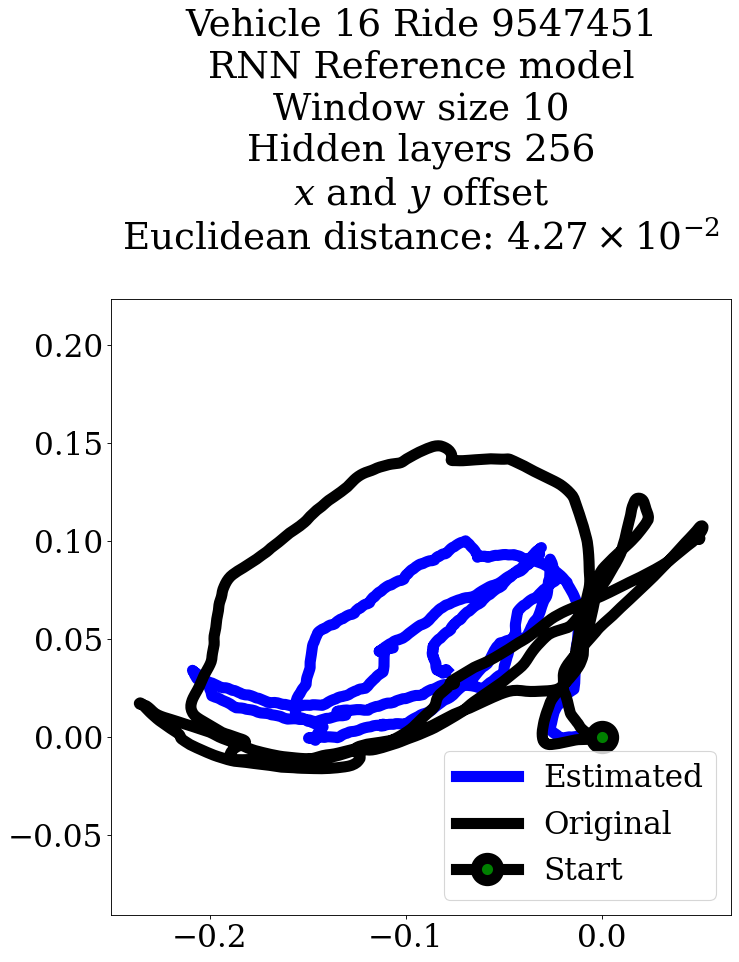 Vehicle 16 Ride 9547451
RNN Reference model
Window size 10
Hidden layers 256
x and y offset
Euclidean distance: 4.27 × 10⁻²
0.20
0.15
0.10
0.05
0.00
−0.05
−0.2
−0.1
0.0
Estimated
Original
Start